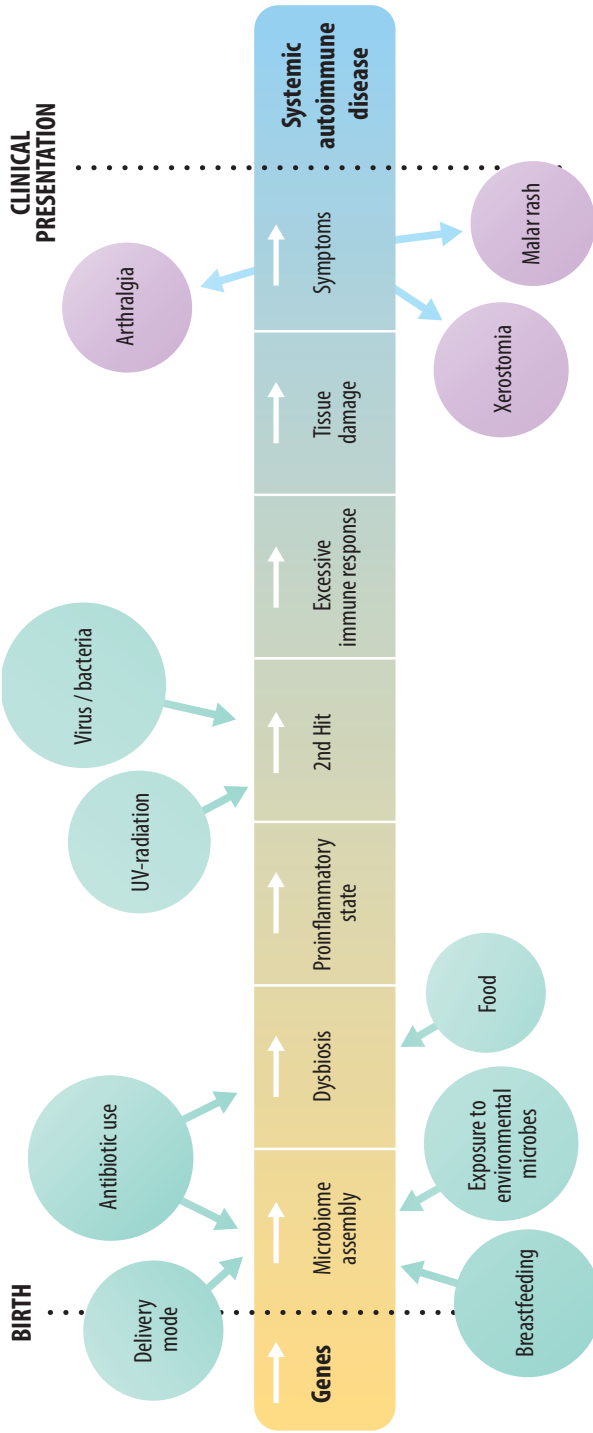 BIRTH
CLINICAL
PRESENTATION
Delivery
mode
Antibiotic use
UV-radiation
Virus / bacteria
Arthralgia
Genes
Microbiome
assembly
Dysbiosis
Proinflammatory
state
2nd Hit
Excessive
immune response
Tissue
damage
Symptoms
Systemic
autoimmune
disease
Breastfeeding
Exposure to
environmental
microbes
Food
Xerostomia
Malar rash